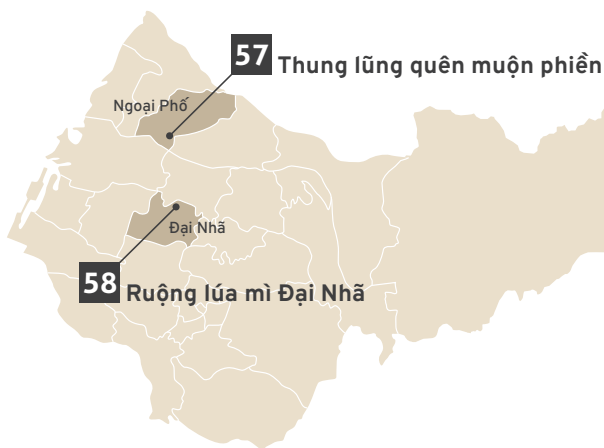 57 Thung lũng quên muộn phiền
Ngoại Phố
Đại Nhã
58 Ruộng lúa mì Đại Nhã